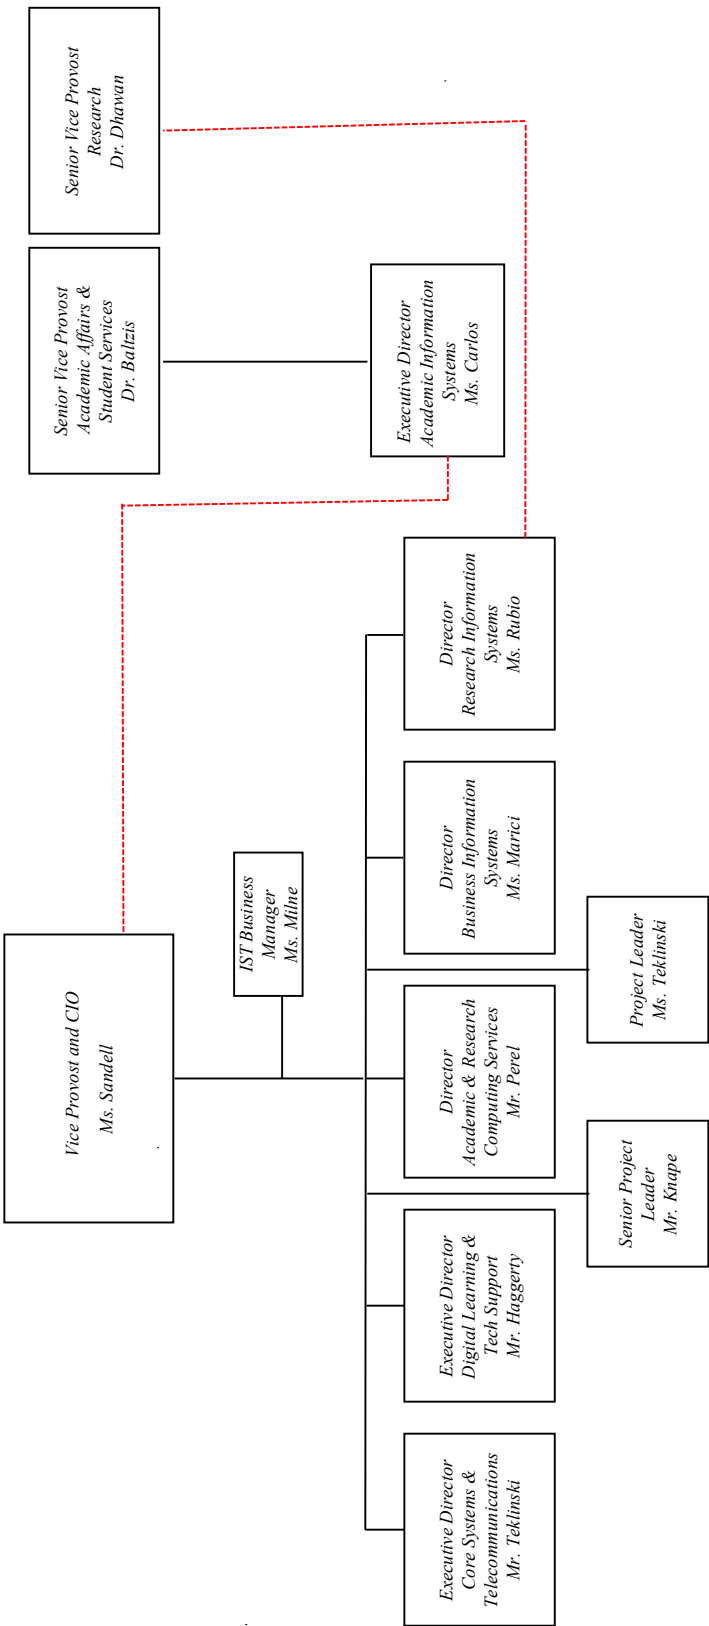 Vice Provost and CIO
Ms. Sandell
Senior Vice Provost
Academic Affairs &
Student Services
Dr. Baltzis
Senior Vice Provost
Research
Dr. Dhawan
IST Business
Manager
Ms. Milne
Executive Director
Academic Information
Systems
Ms. Carlos
Executive Director
Core Systems &
Telecommunications
Mr. Teklinski
Executive Director
Digital Learning &
Tech Support
Mr. Haggerty
Director
Academic & Research
Computing Services
Mr. Perel
Director
Business Information
Systems
Ms. Marici
Director
Research Information
Systems
Ms. Rubio
Senior Project
Leader
Mr. Knape
Project Leader
Ms. Teklinski